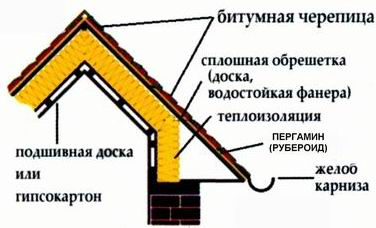 битумная черепица
сплошная обрешетка
(доска,
водостойкая фанера)
теплоизоляция
ПЕРГАМИН
(РУБЕРОИД)
желоб
карниза
подшивная доска
или
гипсокартон